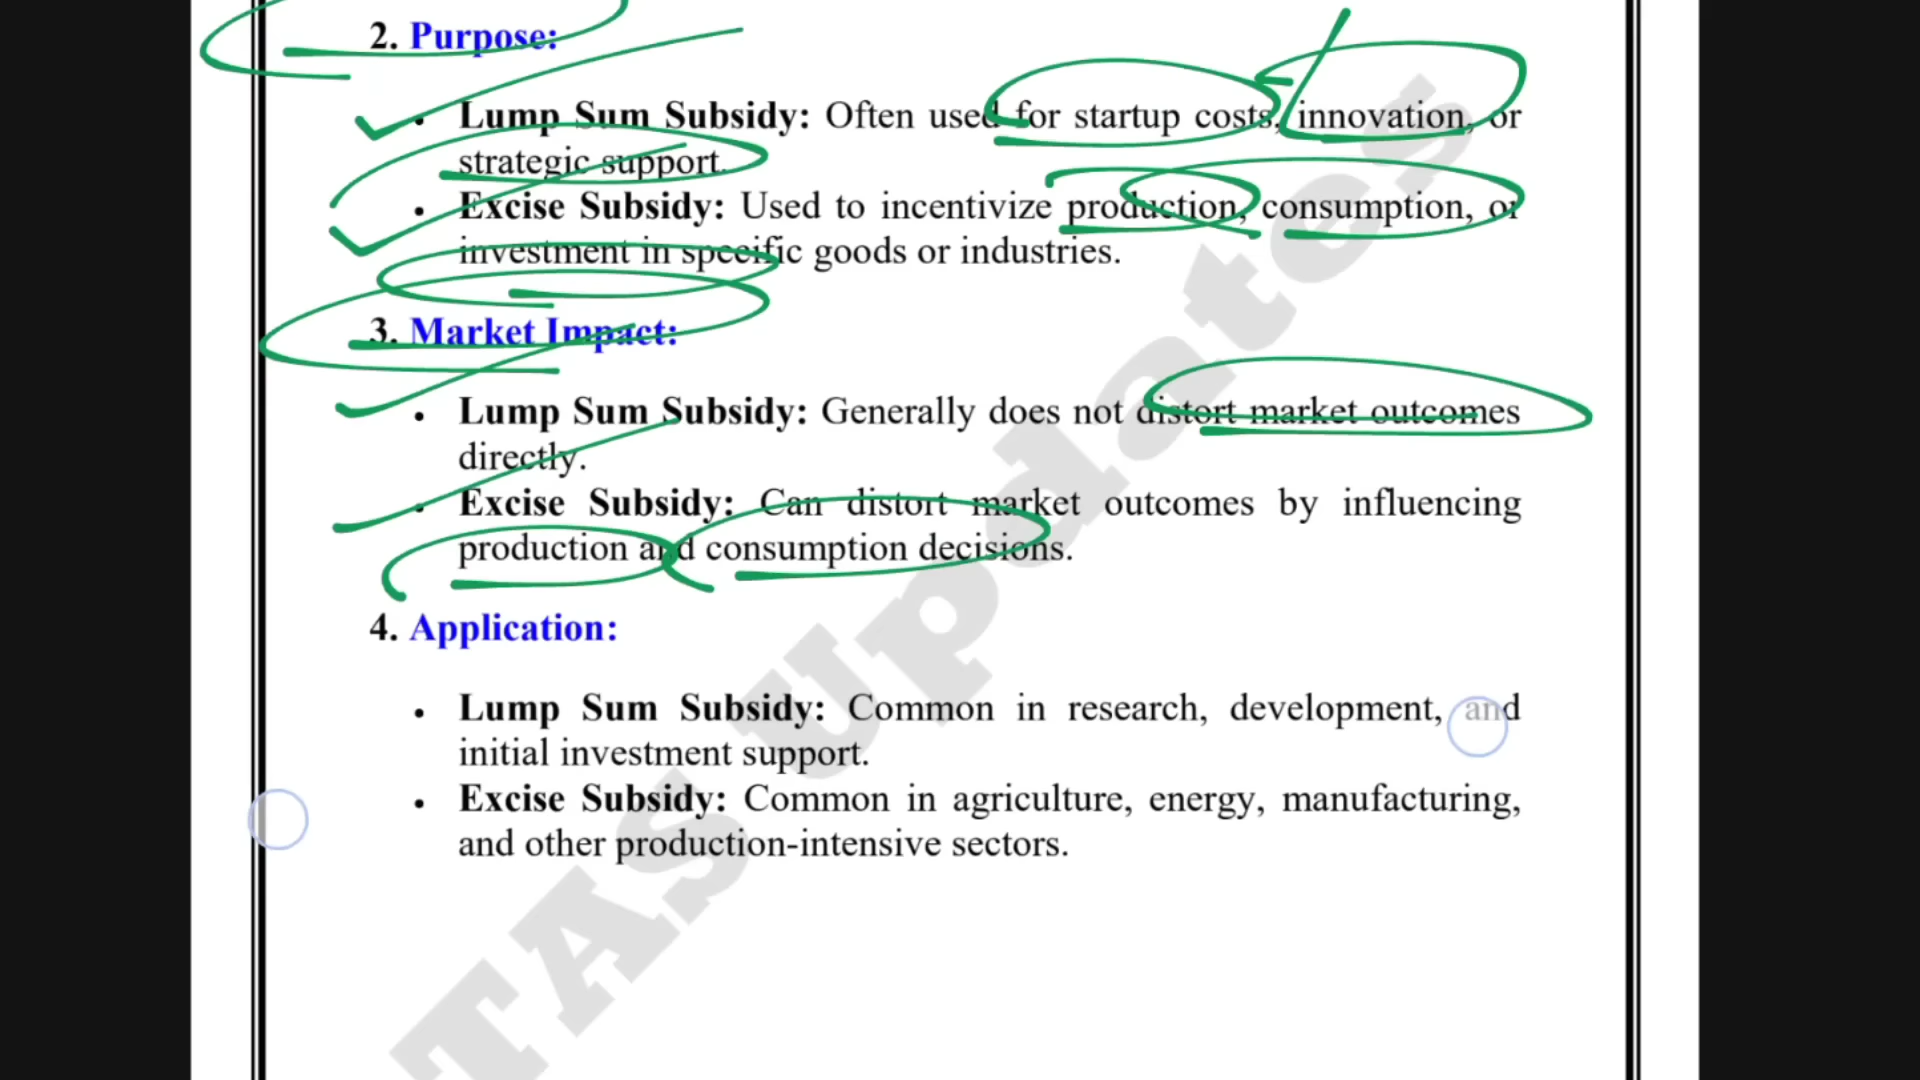 2. Purpose:
• Lump Sum Subsidy: Often used for startup costs, innovation, or
strategic support.
• Excise Subsidy: Used to incentivize production, consumption, or
investment in specific goods or industries.
3. Market Impact:
• Lump Sum Subsidy: Generally does not distort market outcomes
directly.
• Excise Subsidy: Can distort market outcomes by influencing
production and consumption decisions.
4. Application:
• Lump Sum Subsidy: Common in research, development, and
initial investment support.
• Excise Subsidy: Common in agriculture, energy, manufacturing,
and other production-intensive sectors.
TAS Updates